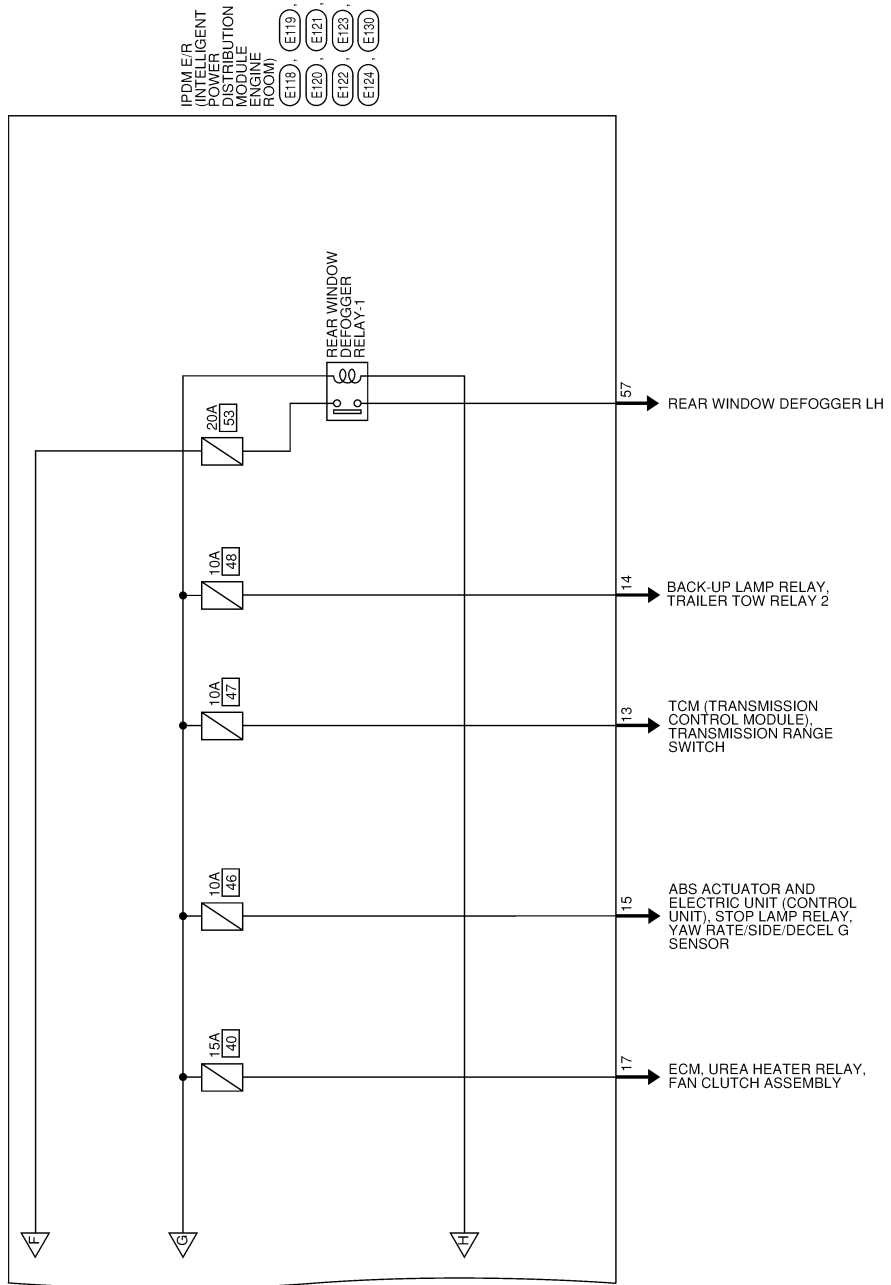 IPDM E/R
(INTELLIGENT
POWER
DISTRIBUTION
MODULE
ENGINE
ROOM)
E118, E119,
E120, E121,
E122, E123,
E124, E130
REAR WINDOW
DEFOGGER
RELAY-1
20A
53
57
REAR WINDOW DEFOGGER LH
10A
48
14
BACK-UP LAMP RELAY,
TRAILER TOW RELAY 2
10A
47
13
TCM (TRANSMISSION
CONTROL MODULE),
TRANSMISSION RANGE
SWITCH
10A
46
15
ABS ACTUATOR AND
ELECTRIC UNIT (CONTROL
UNIT), STOP LAMP RELAY,
YAW RATE/SIDE/DECEL G
SENSOR
15A
40
17
ECM, UREA HEATER RELAY,
FAN CLUTCH ASSEMBLY
F
G
H